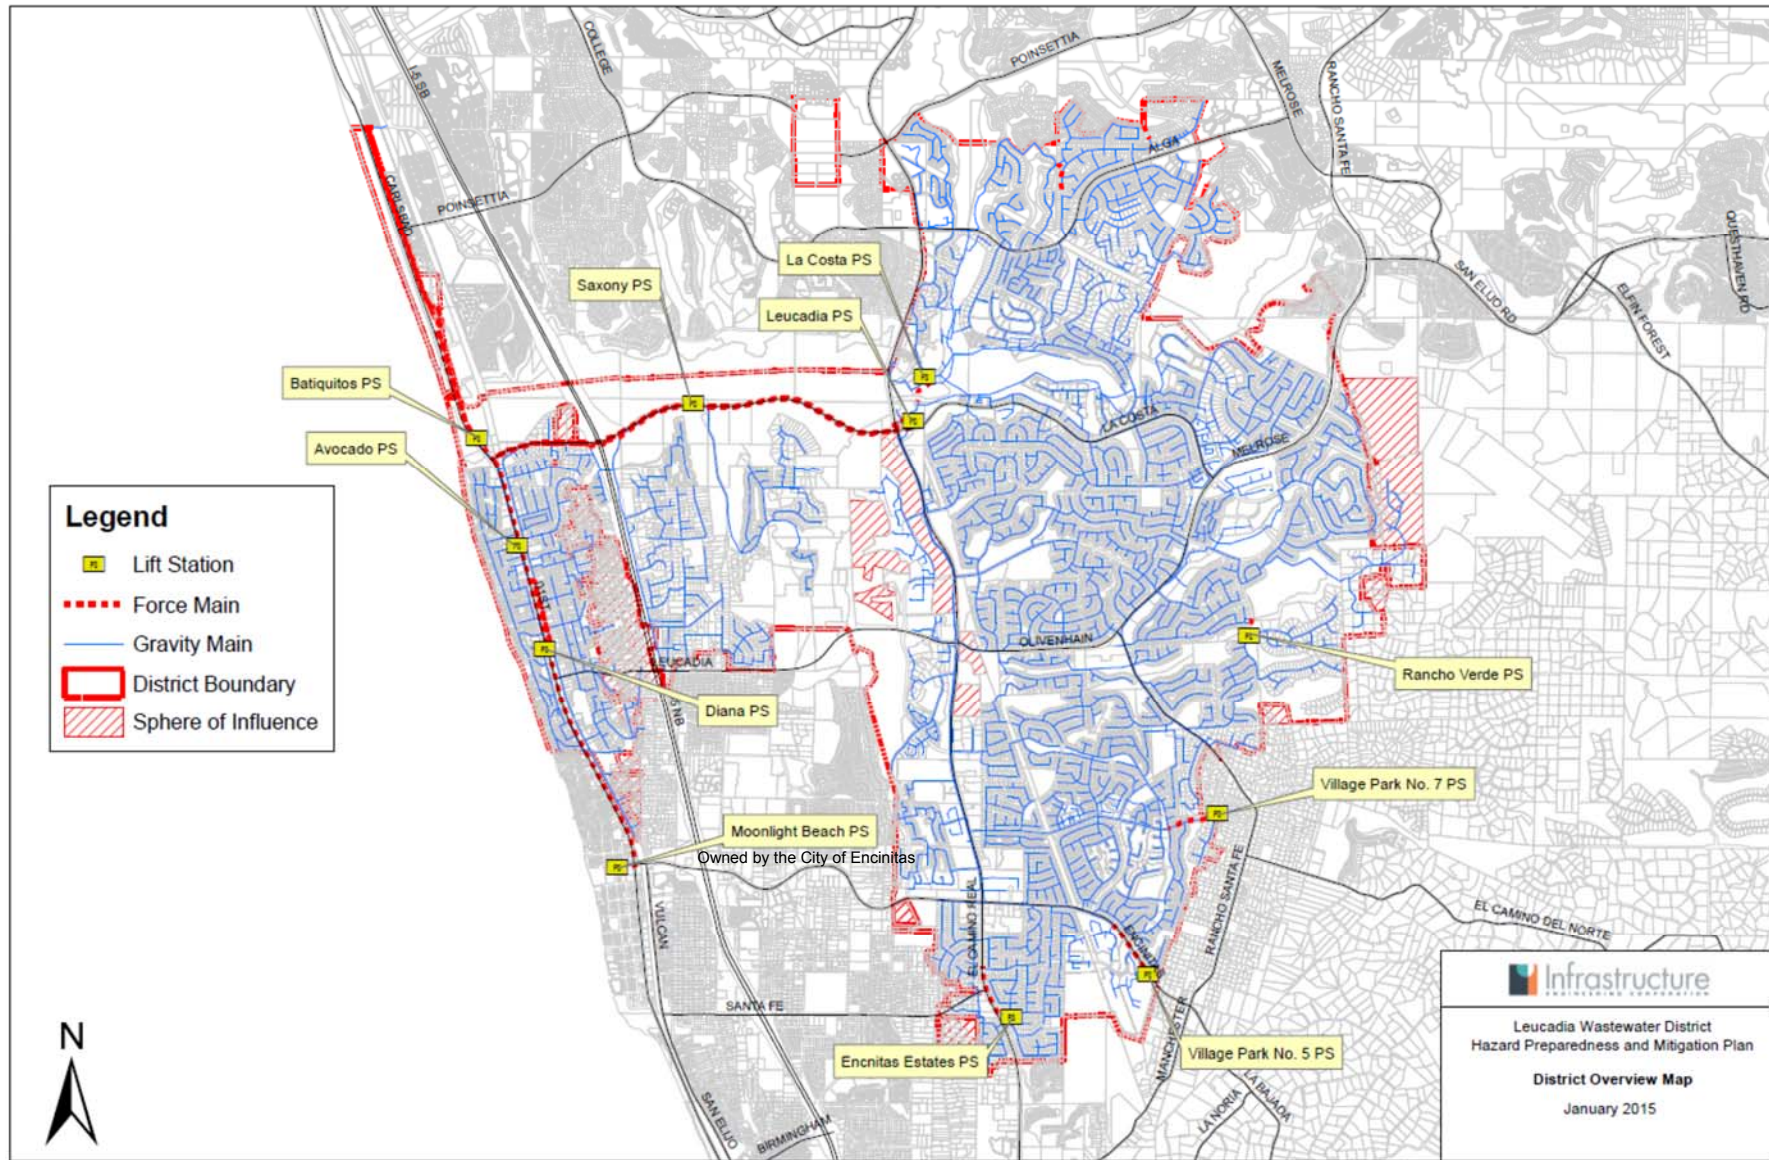 POINSETTIA
COLLEGE
I-5 SB
MELROSE
RANCHO SANTA FE
ALGA
CARLSBAD
POINSETTIA
QUESTHAVEN RD
La Costa PS
SAN ELIJO RD
Saxony PS
ELFIN FOREST
Leucadia PS
Batiquitos PS
LA COSTA
Avocado PS
MELROSE
Legend
Lift Station
Force Main
Gravity Main
District Boundary
Sphere of Influence
OLIVENHAIN
LEUCADIA
Rancho Verde PS
Diana PS
Village Park No. 7 PS
Moonlight Beach PS
Owned by the City of Encinitas
RANCHO SANTA FE
EL CAMINO REAL
VULCAN
EL CAMINO DEL NORTE
ENCINITAS
SANTA FE
MANCHESTER
Encnitas Estates PS
Village Park No. 5 PS
LA BAJADA
LA NORIA
SAN ELIJO
BIRMINGHAM
N
Infrastructure
ENGINEERING CORPORATION
Leucadia Wastewater District
Hazard Preparedness and Mitigation Plan
District Overview Map
January 2015